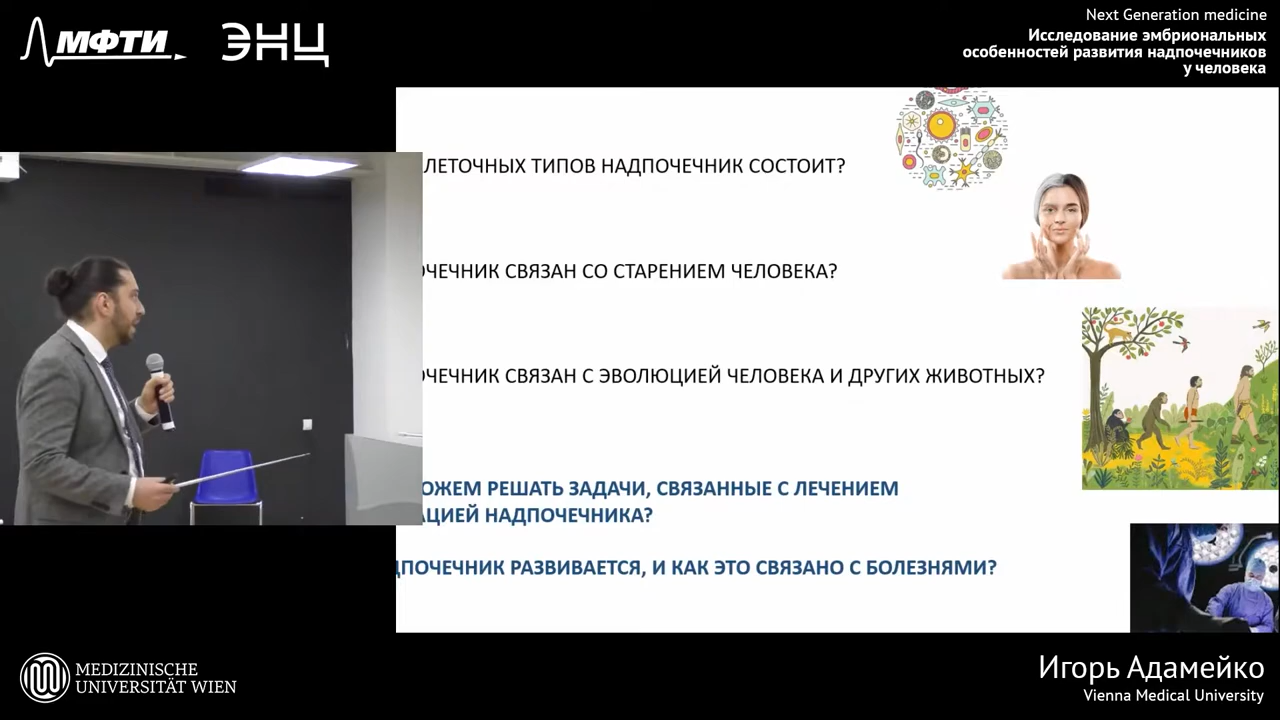 МФТИ
ЭНЦ
Next Generation medicine
Исследование эмбриональных
особенностей развития надпочечников
у человека
ЛЕТОЧНЫХ ТИПОВ НАДПОЧЕЧНИК СОСТОИТ?
ОЧЕЧНИК СВЯЗАН СО СТАРЕНИЕМ ЧЕЛОВЕКА?
ОЧЕЧНИК СВЯЗАН С ЭВОЛЮЦИЕЙ ЧЕЛОВЕКА И ДРУГИХ ЖИВОТНЫХ?
ОЖЕМ РЕШАТЬ ЗАДАЧИ, СВЯЗАННЫЕ С ЛЕЧЕНИЕМ
АЦИЕЙ НАДПОЧЕЧНИКА?
ДПОЧЕЧНИК РАЗВИВАЕТСЯ, И КАК ЭТО СВЯЗАНО С БОЛЕЗНЯМИ?
MEDIZINISCHE
UNIVERSITÄT WIEN
Игорь Адамейко
Vienna Medical University